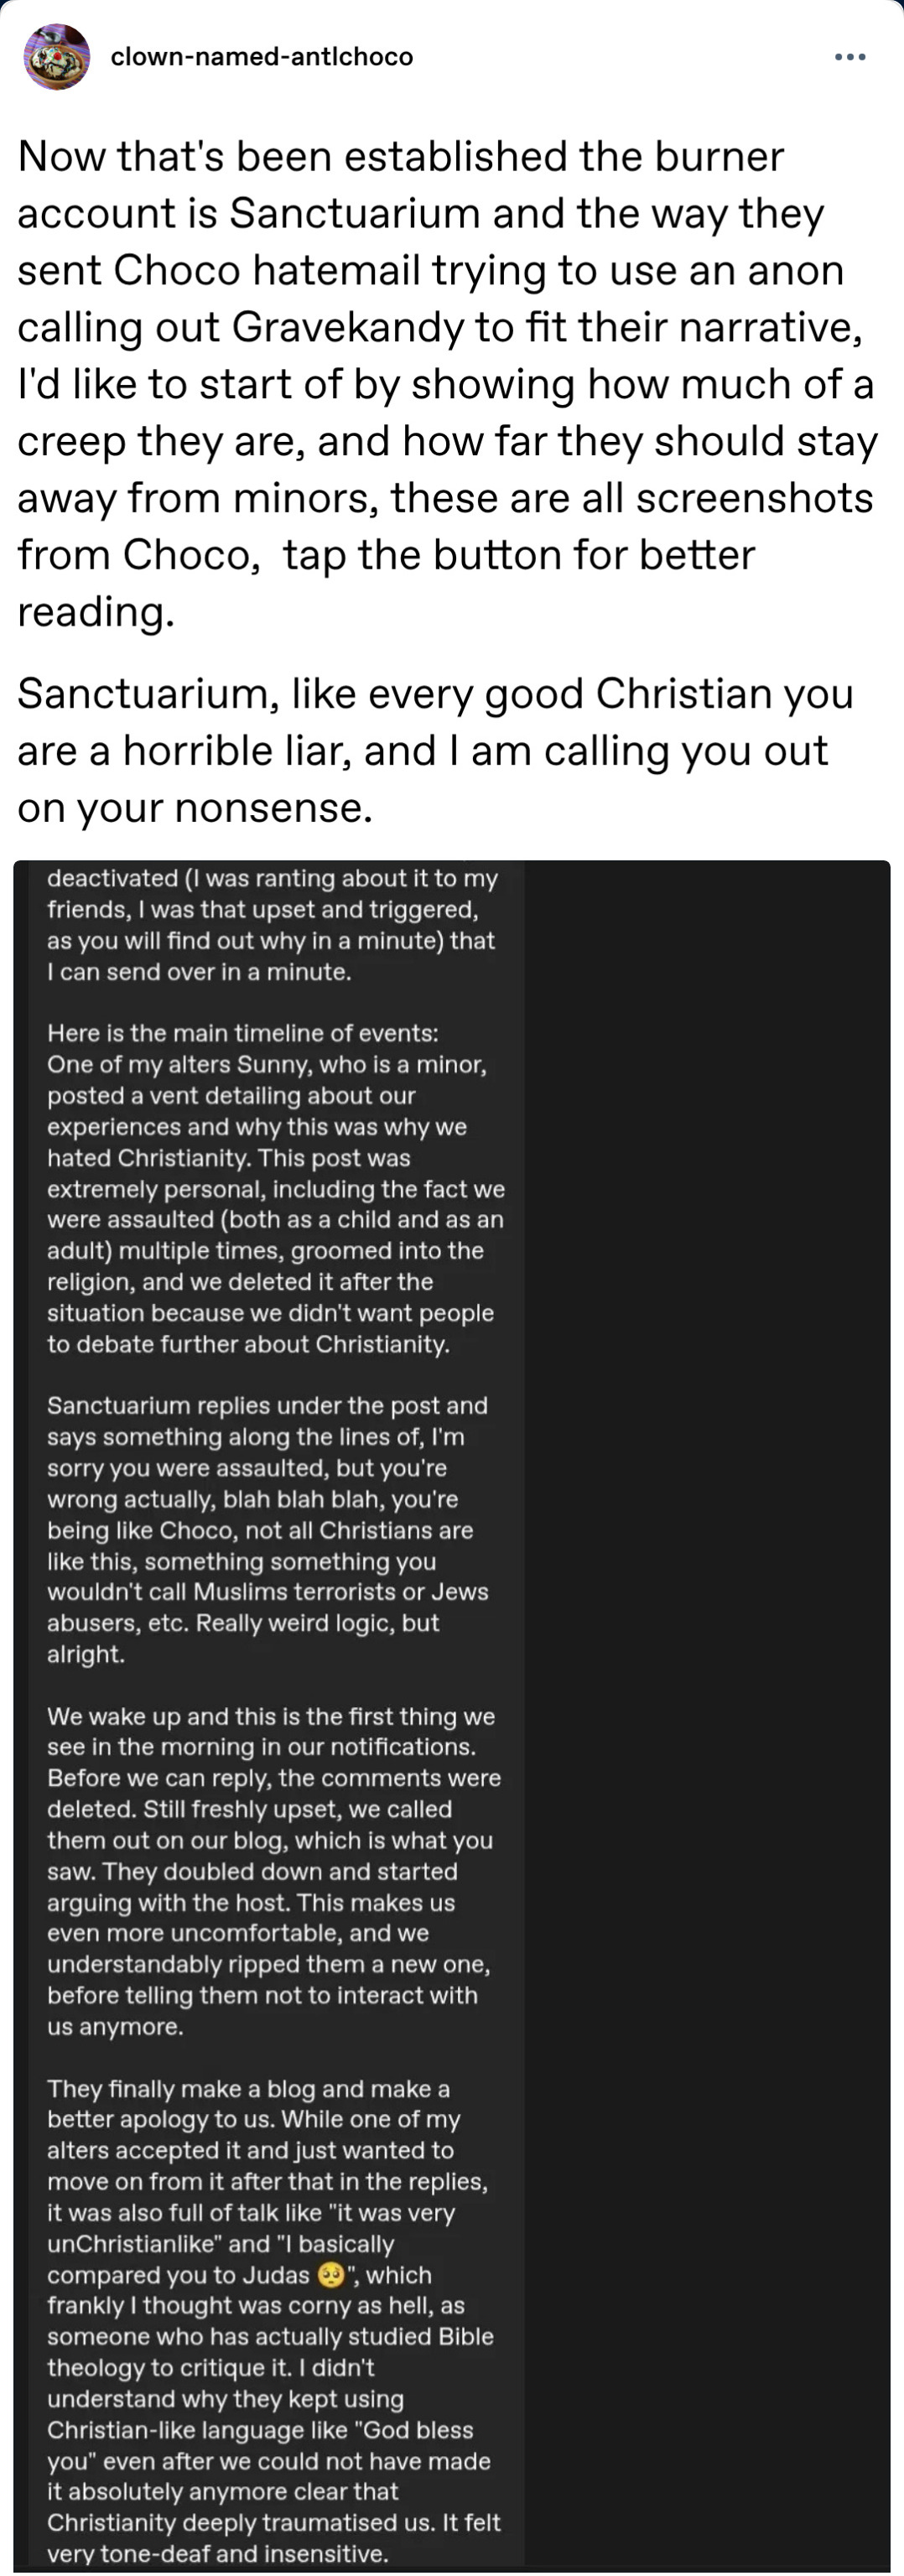 clown-named-antlchoco
Now that's been established the burner
account is Sanctuarium and the way they
sent Choco hatemail trying to use an anon
calling out Gravekandy to fit their narrative,
I'd like to start of by showing how much of a
creep they are, and how far they should stay
away from minors, these are all screenshots
from Choco,  tap the button for better
reading.
Sanctuarium, like every good Christian you
are a horrible liar, and I am calling you out
on your nonsense.
deactivated (I was ranting about it to my
friends, I was that upset and triggered,
as you will find out why in a minute) that
I can send over in a minute.
Here is the main timeline of events:
One of my alters Sunny, who is a minor,
posted a vent detailing about our
experiences and why this was why we
hated Christianity. This post was
extremely personal, including the fact we
were assaulted (both as a child and as an
adult) multiple times, groomed into the
religion, and we deleted it after the
situation because we didn't want people
to debate further about Christianity.
Sanctuarium replies under the post and
says something along the lines of, I'm
sorry you were assaulted, but you're
wrong actually, blah blah blah, you're
being like Choco, not all Christians are
like this, something something you
wouldn't call Muslims terrorists or Jews
abusers, etc. Really weird logic, but
alright.
We wake up and this is the first thing we
see in the morning in our notifications.
Before we can reply, the comments were
deleted. Still freshly upset, we called
them out on our blog, which is what you
saw. They doubled down and started
arguing with the host. This makes us
even more uncomfortable, and we
understandably ripped them a new one,
before telling them not to interact with
us anymore.
They finally make a blog and make a
better apology to us. While one of my
alters accepted it and just wanted to
move on from it after that in the replies,
it was also full of talk like "it was very
unChristianlike" and "I basically
compared you to Judas 🥺", which
frankly I thought was corny as hell, as
someone who has actually studied Bible
theology to critique it. I didn't
understand why they kept using
Christian-like language like "God bless
you" even after we could not have made
it absolutely anymore clear that
Christianity deeply traumatised us. It felt
very tone-deaf and insensitive.